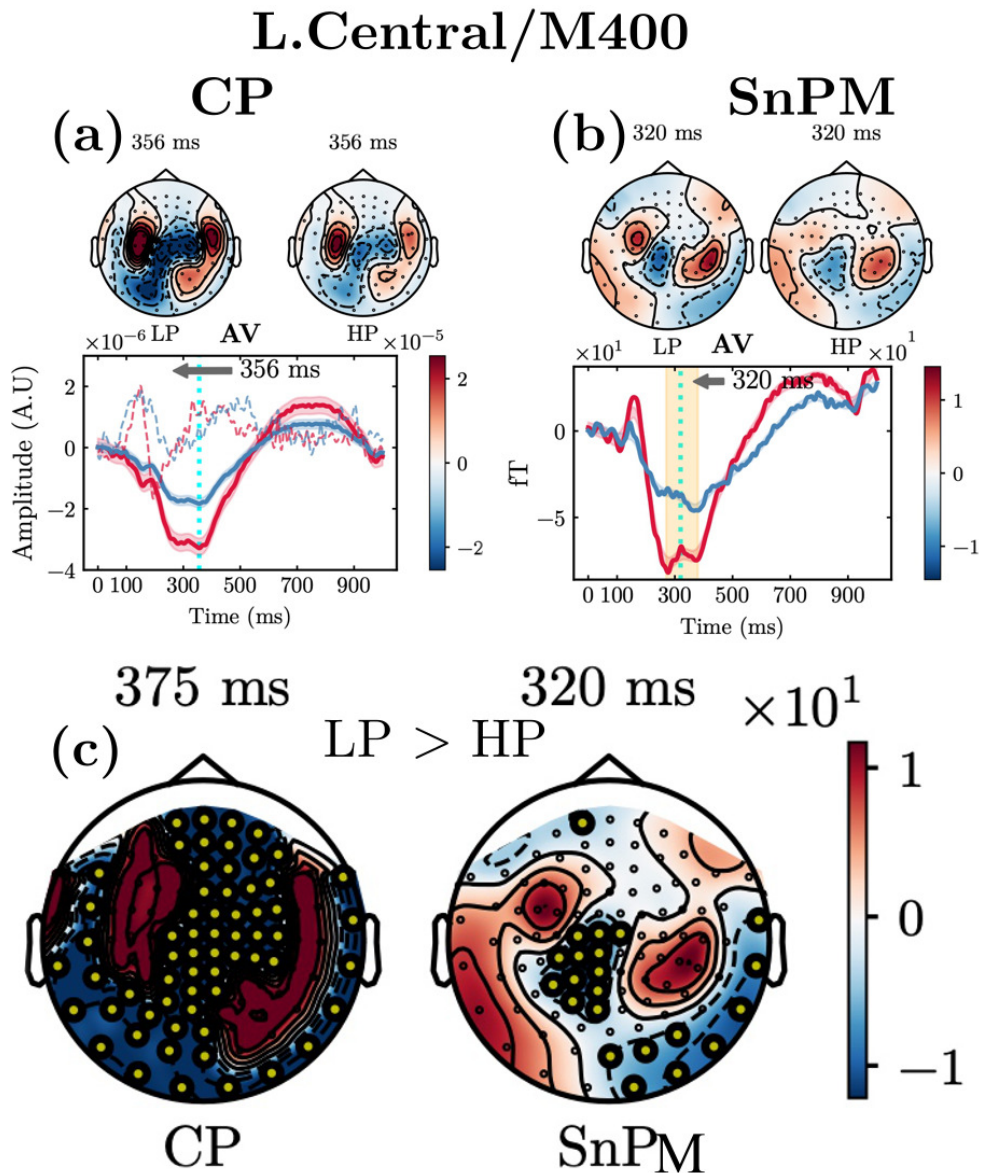 L.Central/M400
CP SnPM
(a) 356 ms 356 ms (b) 320 ms 320 ms
×10⁻⁶ LP AV HP ×10⁻⁵ ×10¹ LP AV HP ×10¹
356 ms 320 ms
2 2 1
0 0 0 0
−2 −2 −5 −1
−4
Amplitude (A.U) fT
0 100 300 500 700 900 0 100 300 500 700 900
Time (ms) Time (ms)
375 ms 320 ms ×10¹
(c) LP > HP
1
0
−1
CP SnPM